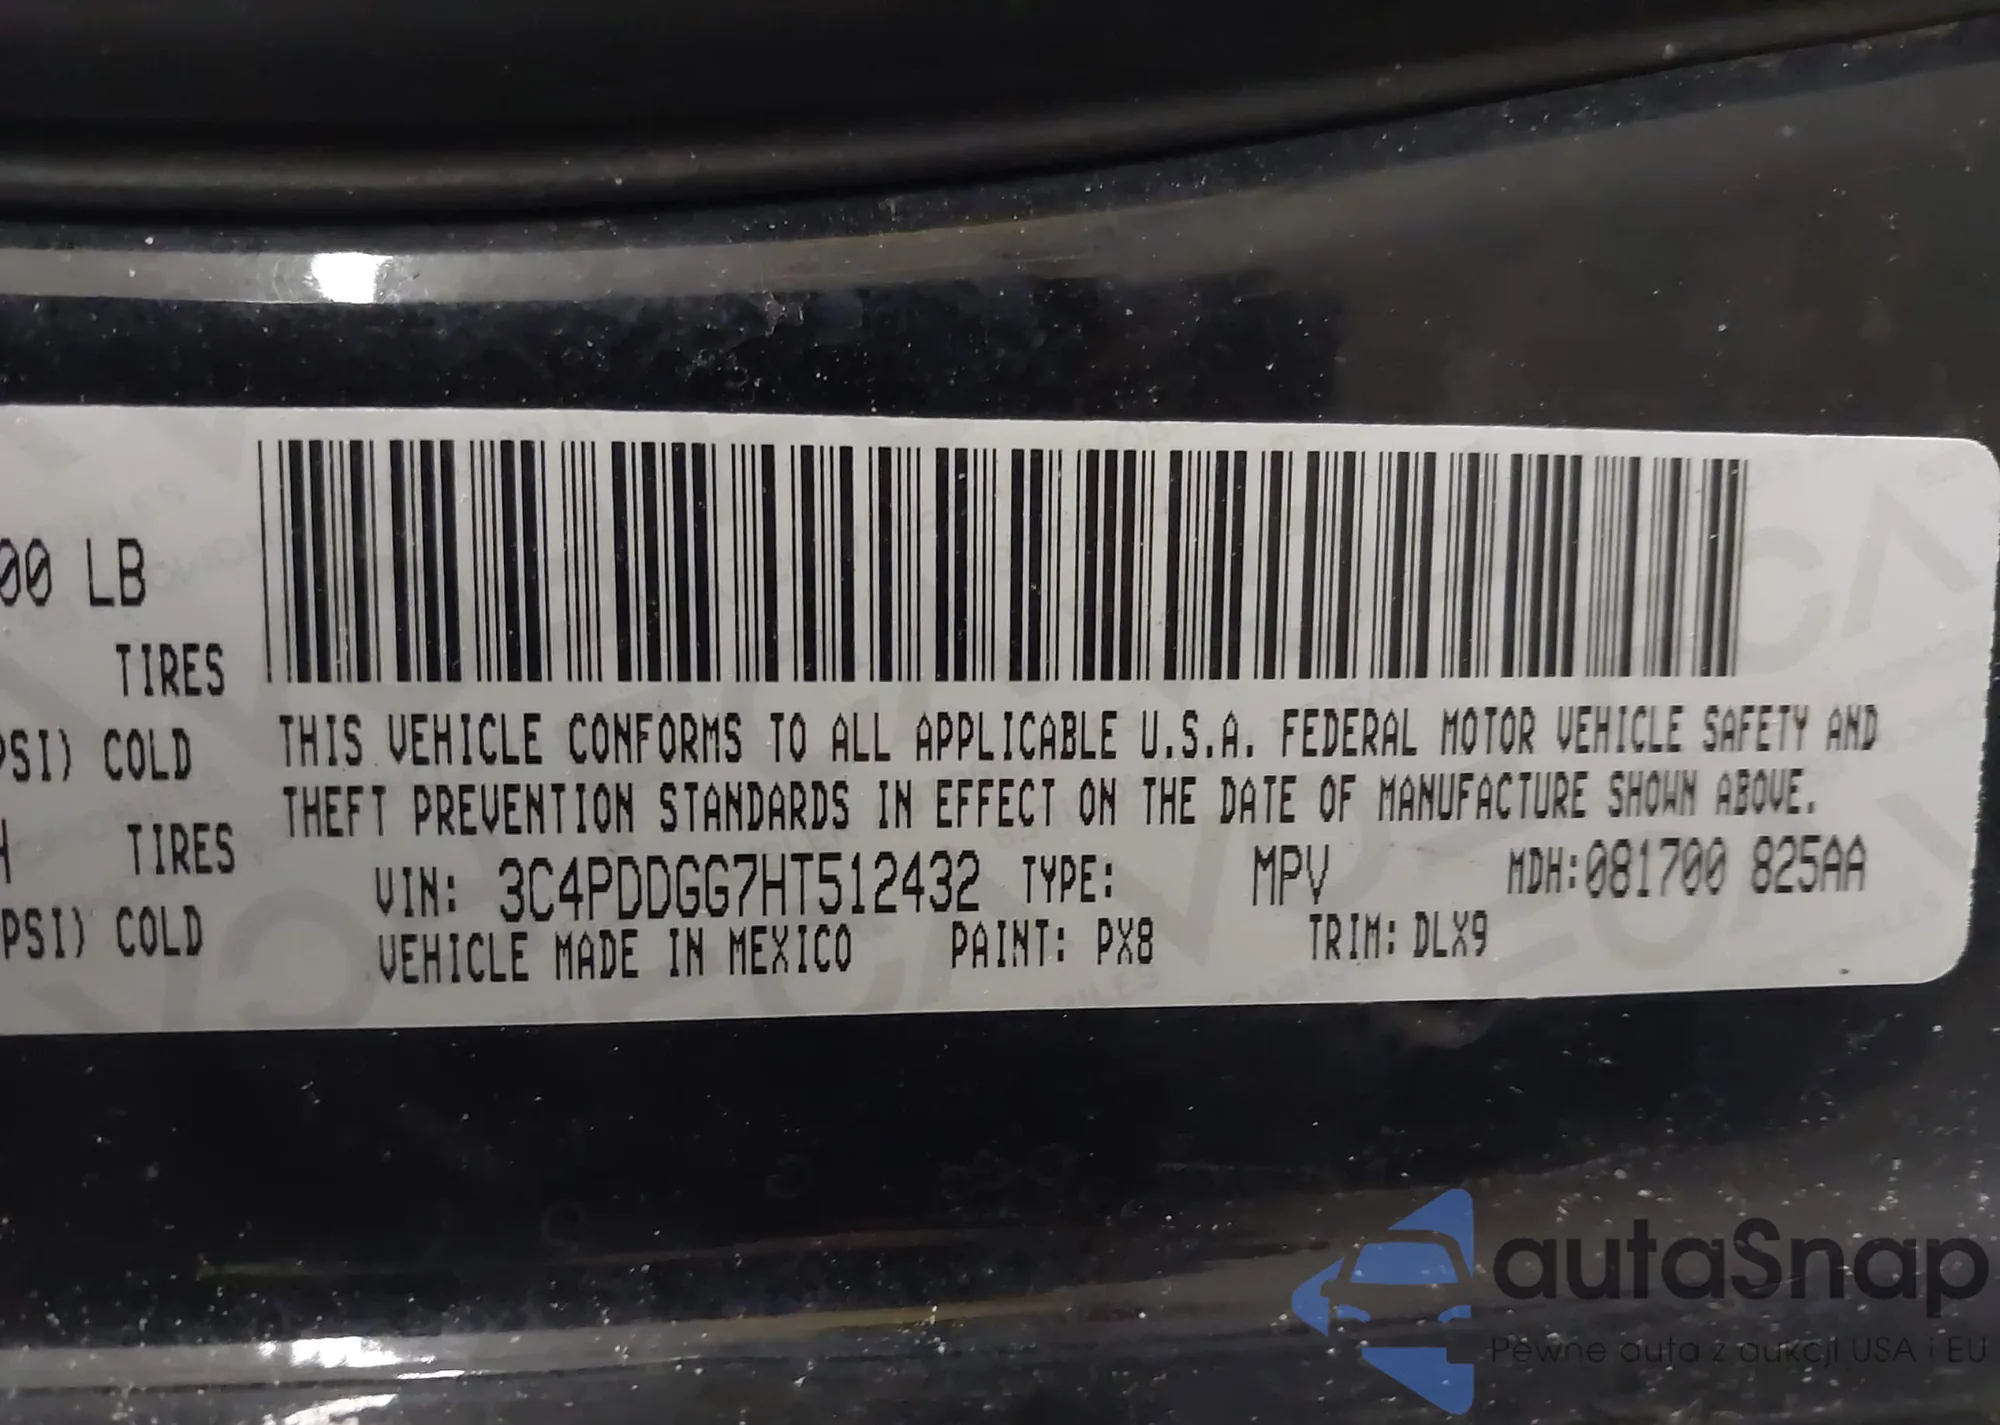 00 LB
TIRES
PSI) COLD
H TIRES
PSI) COLD
THIS VEHICLE CONFORMS TO ALL APPLICABLE U.S.A. FEDERAL MOTOR VEHICLE SAFETY AND
THEFT PREVENTION STANDARDS IN EFFECT ON THE DATE OF MANUFACTURE SHOWN ABOVE.
VIN: 3C4PDDGG7HT512432 TYPE: MPV MDH:081700 825AA
VEHICLE MADE IN MEXICO PAINT: PX8 TRIM: DLX9
autaSnap
Pewne auta z aukcji USA i EU